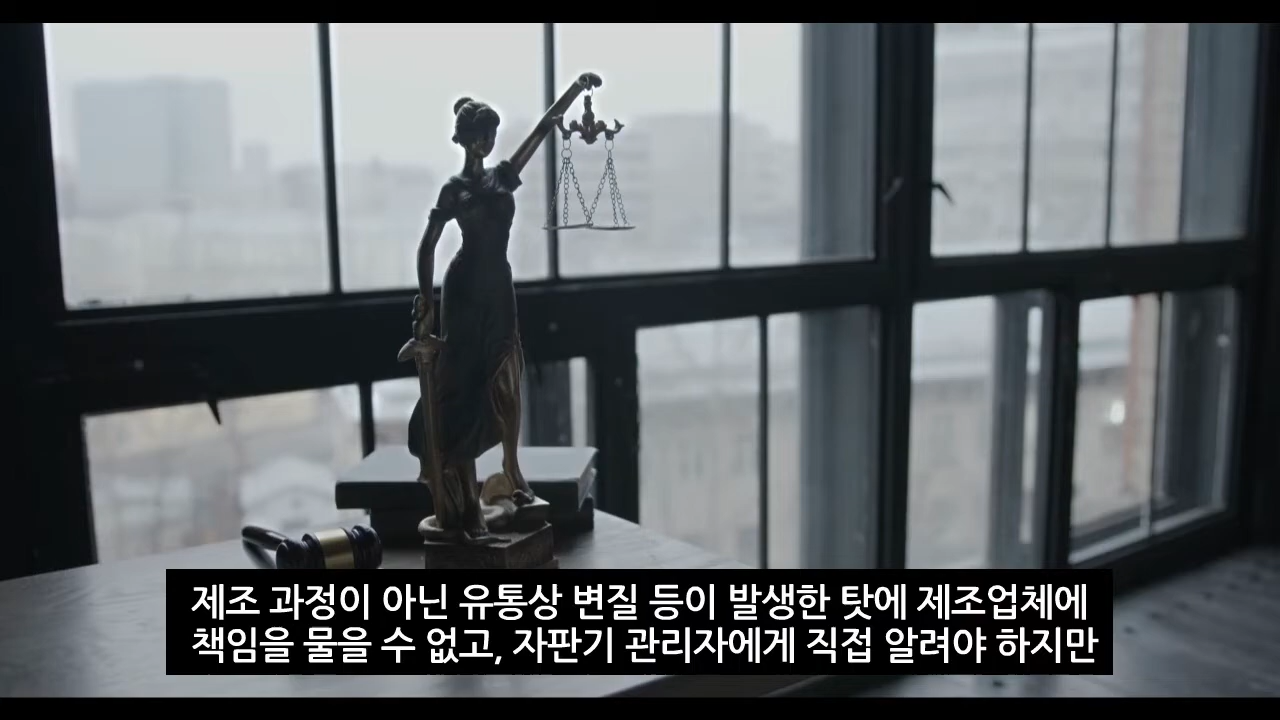 제조 과정이 아닌 유통상 변질 등이 발생한 탓에 제조업체에
책임을 물을 수 없고, 자판기 관리자에게 직접 알려야 하지만